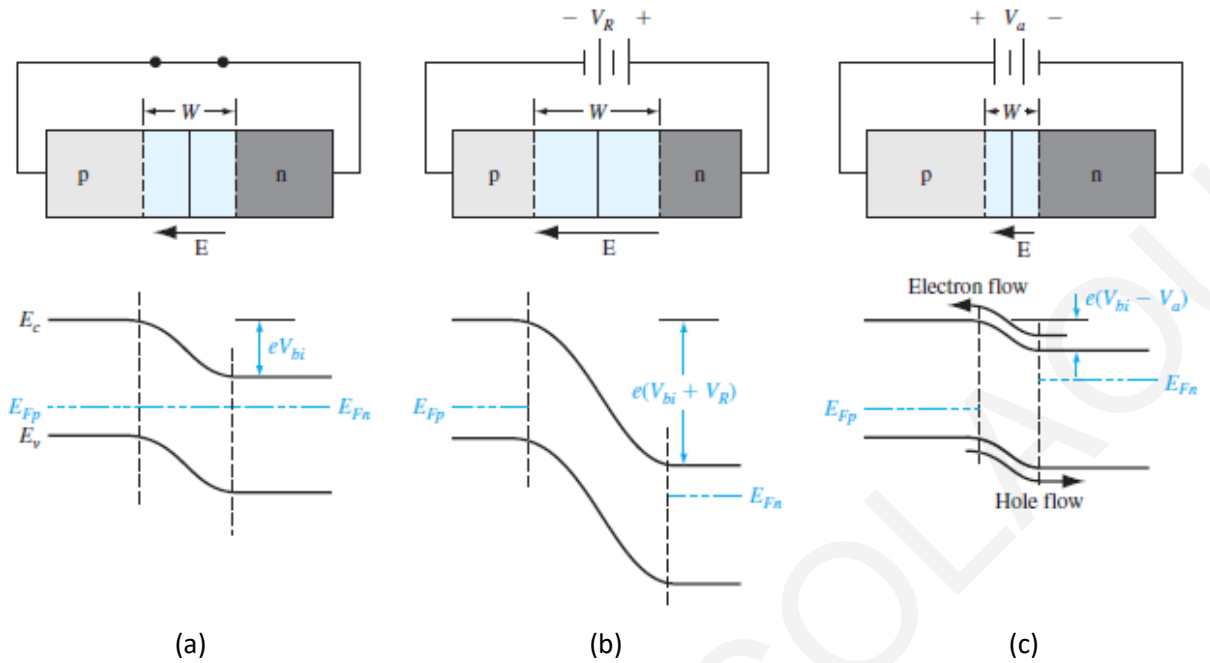 − V_R +
+ V_a −
W
W
W
p
n
p
n
p
n
E
E
E
Electron flow
e(V_bi − V_a)
E_c
eV_bi
e(V_bi + V_R)
E_Fp
E_Fn
E_Fp
E_Fn
E_Fp
E_Fn
E_v
Hole flow
(a)
(b)
(c)
SOLAO